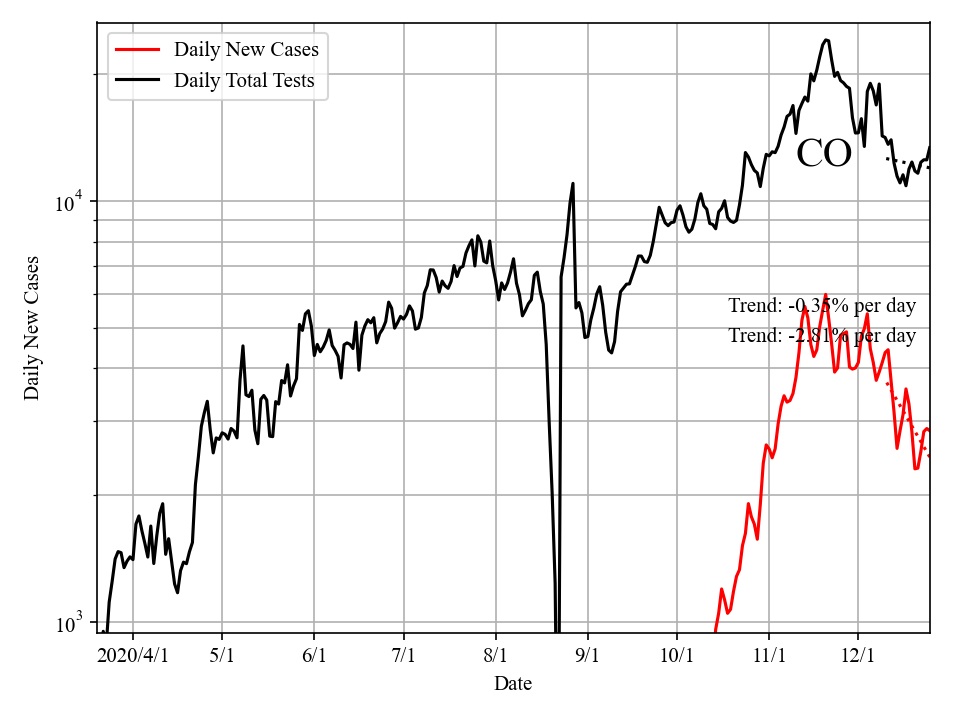 Daily New Cases
Daily Total Tests
CO
Trend: -0.35% per day
Trend: -2.81% per day
10^4
10^3
Daily New Cases
2020/4/1 5/1 6/1 7/1 8/1 9/1 10/1 11/1 12/1
Date